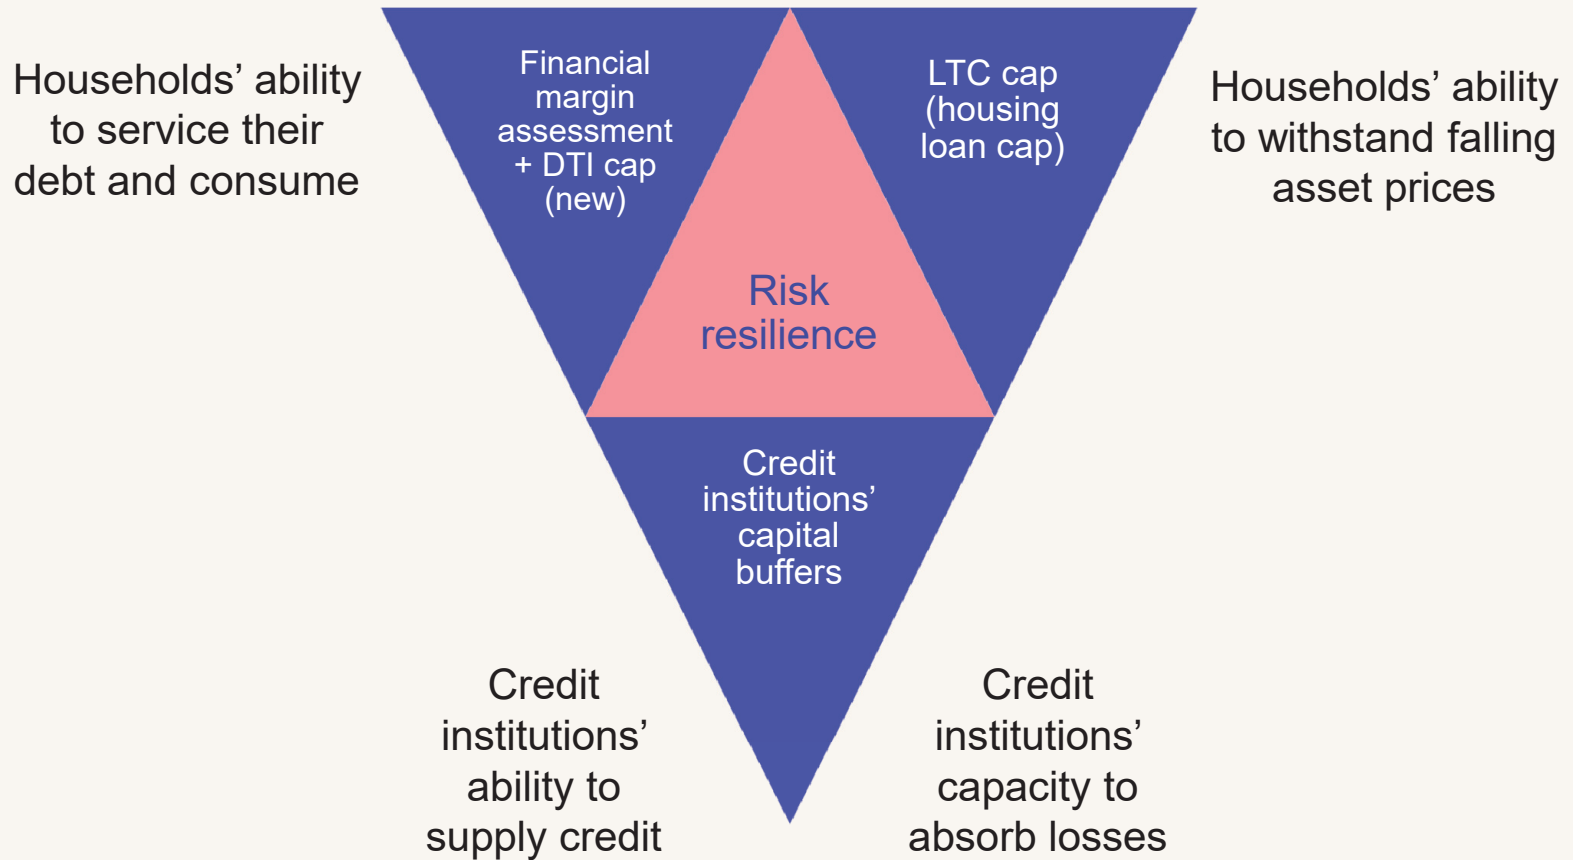 Households’ ability
to service their
debt and consume
Financial
margin
assessment
+ DTI cap
(new)
LTC cap
(housing
loan cap)
Households’ ability
to withstand falling
asset prices
Risk
resilience
Credit
institutions’
capital
buffers
Credit
institutions’
ability to
supply credit
Credit
institutions’
capacity to
absorb losses